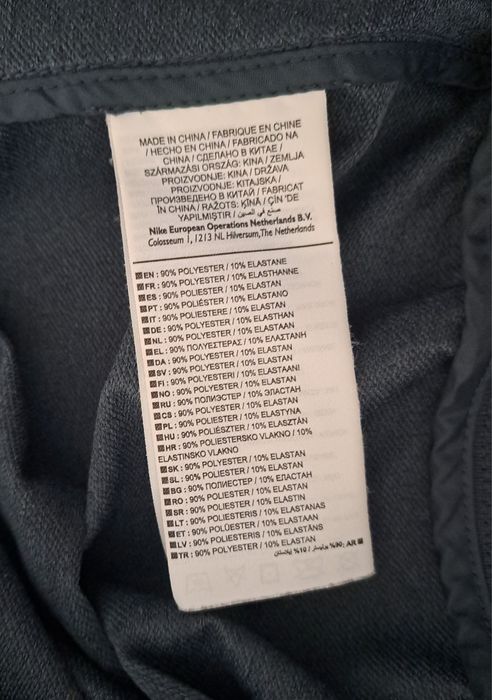 MADE IN CHINA / FABRIQUE EN CHINE
/ HECHO EN CHINA / FABRICADO NA
CHINA / СДЕЛАНО В КИТАЕ /
SZÁRMAZÁSI ORSZÁG: KINA / ZEMLJA
PROIZVODNJE: KINA / DRŽAVA
PROIZVODNJE: KITAJSKA /
ПРОИЗВЕДЕНО В КИТАЙ / FABRICAT
ÎN CHINA / RAŽOTS: ĶĪNA / ÇİN 'DE
YAPILMIŞTIR / صنع في الصين
Nike European Operations Netherlands B.V.
Colosseum 1, 1213 NL Hilversum, The Netherlands
EN : 90% POLYESTER / 10% ELASTANE
FR : 90% POLYESTER / 10% ELASTHANNE
ES : 90% POLIÉSTER / 10% ELASTAN
PT : 90% POLIÉSTER / 10% ELASTANO
IT : 90% POLIESTERE / 10% ELASTAN
DE : 90% POLYESTER / 10% ELASTHAN
NL : 90% POLYESTER / 10% ELASTAAN
EL : 90% ΠΟΛΥΕΣΤΕΡΑΣ / 10% ΕΛΑΣΤΑΝΗ
DA : 90% POLYESTER / 10% ELASTAN
SV : 90% POLYESTER / 10% ELASTAN
FI : 90% POLYESTERI / 10% ELASTAANI
NO : 90% POLYESTER / 10% ELASTAN
RU : 90% ПОЛИЭСТЕР / 10% ЭЛАСТАН
CS : 90% POLYESTER / 10% ELASTAN
PL : 90% POLIESTER / 10% ELASTYNA
HU : 90% POLIÉSZTER / 10% ELASZTÁN
HR : 90% POLIESTERSKO VLAKNO / 10%
ELASTINSKO VLAKNO
SK : 90% POLYESTER / 10% ELASTAN
SL : 90% POLIESTER / 10% ELASTAN
BG : 90% ПОЛИЕСТЕР / 10% ЕЛАСТАН
RO : 90% POLIESTER / 10% ELASTAN
SR : 90% POLIESTER / 10% ELASTIN
LT : 90% POLIESTERIS / 10% ELASTANAS
ET : 90% POLÜESTER / 10% ELASTAAN
LV : 90% POLIESTERIS / 10% ELASTĀNS
TR : 90% POLYESTER / 10% ELASTAN
AR : 90% بوليستر / 10% إيلاستان